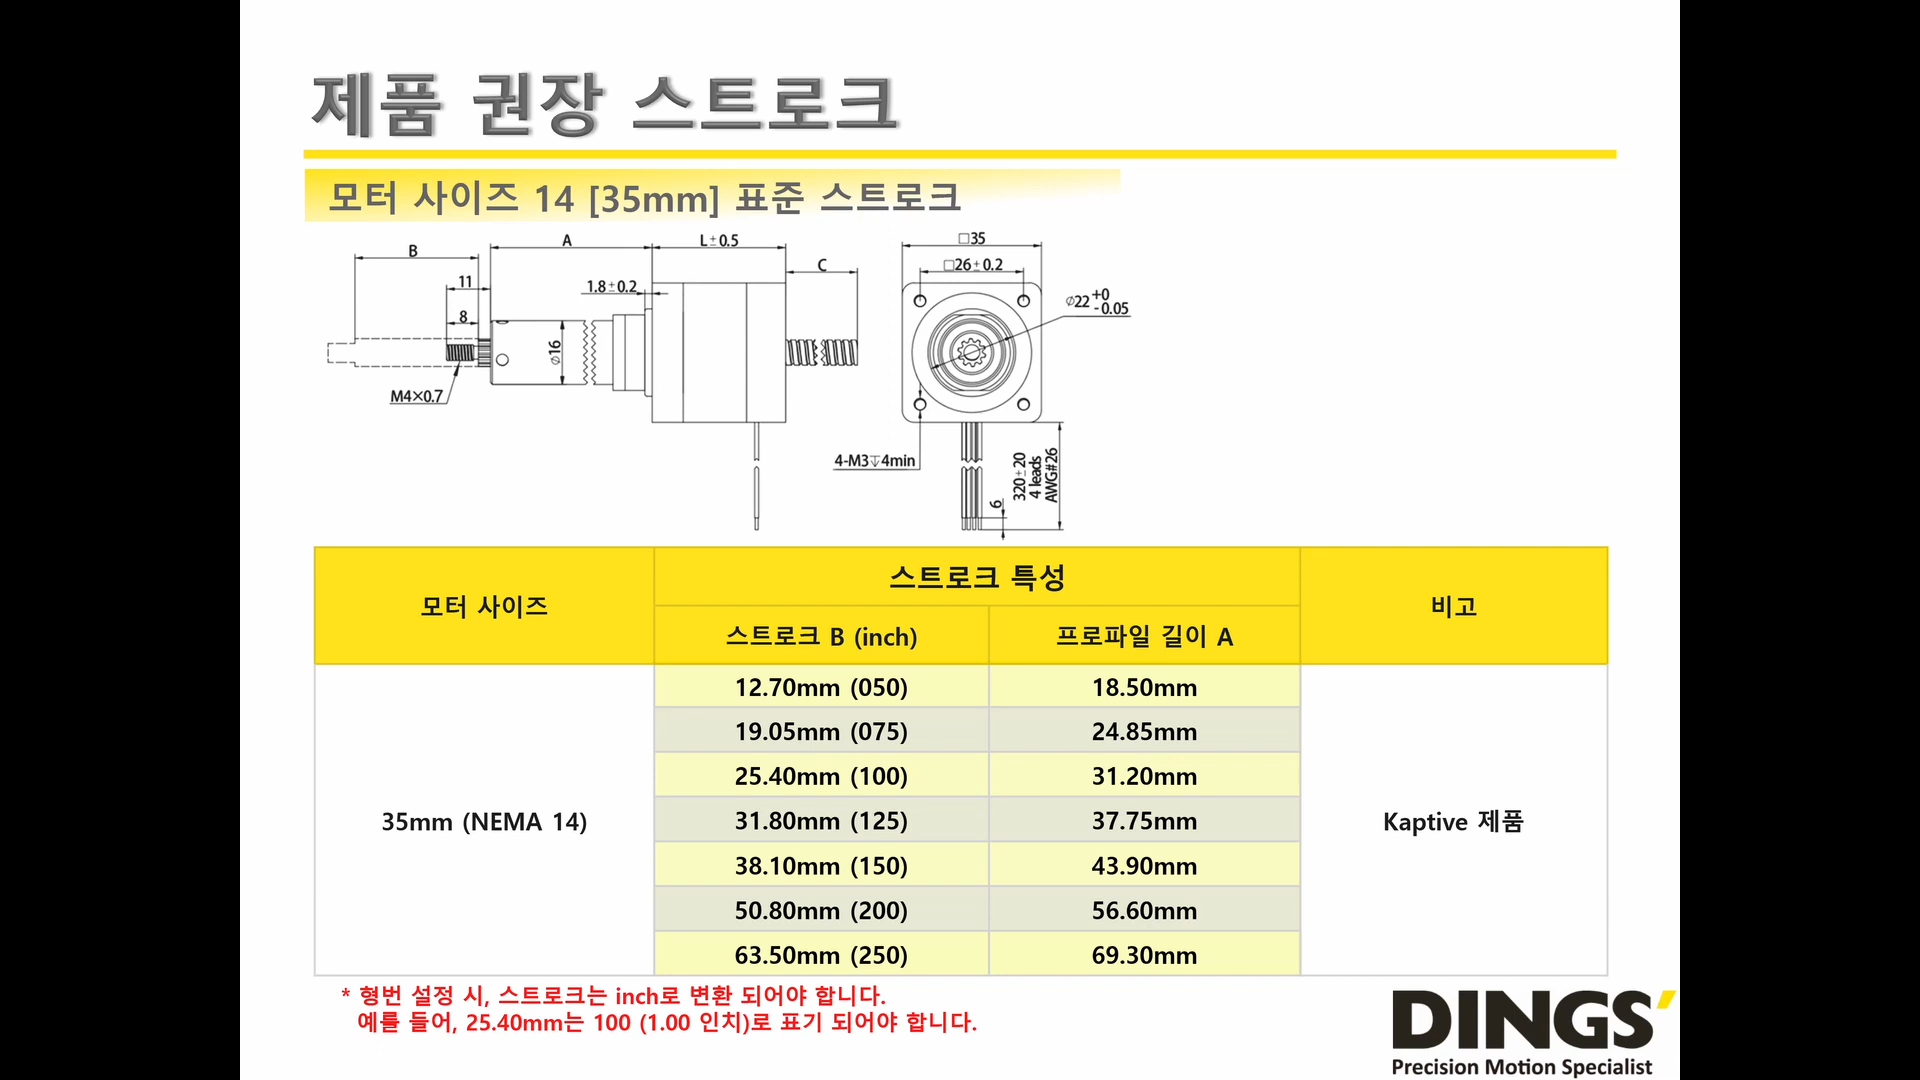 제품 권장 스트로크
모터 사이즈 14 [35mm] 표준 스트로크
B
A
L±0.5
C
11
8
1.8±0.2
⌀16
M4×0.7
□35
□26±0.2
⌀22 +0 -0.05
4-M3↧4min
6
320±20
4 leads
AWG#26
모터 사이즈
스트로크 특성
비고
스트로크 B (inch)
프로파일 길이 A
12.70mm (050)
18.50mm
19.05mm (075)
24.85mm
25.40mm (100)
31.20mm
35mm (NEMA 14)
31.80mm (125)
37.75mm
Kaptive 제품
38.10mm (150)
43.90mm
50.80mm (200)
56.60mm
63.50mm (250)
69.30mm
* 형번 설정 시, 스트로크는 inch로 변환 되어야 합니다.
예를 들어, 25.40mm는 100 (1.00 인치)로 표기 되어야 합니다.
DINGS'
Precision Motion Specialist